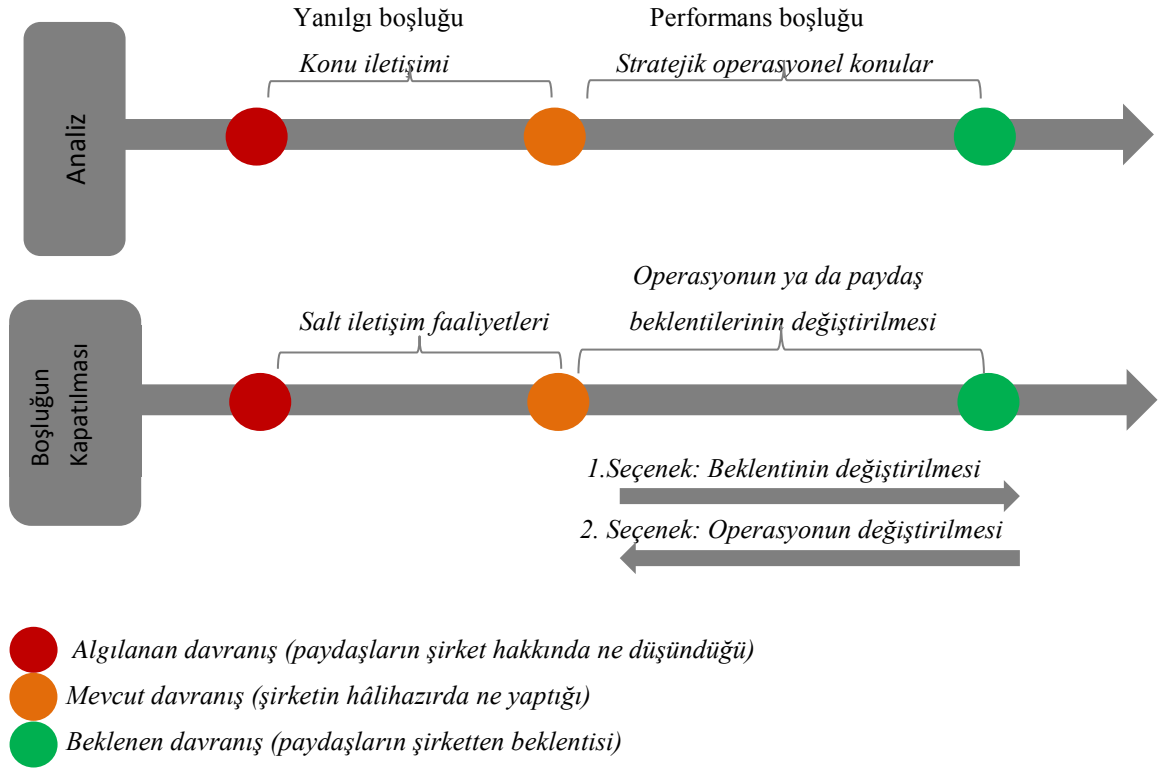 Yanılgı boşluğu
Performans boşluğu
Konu iletişimi
Stratejik operasyonel konular
Analiz
Operasyonun ya da paydaş
Salt iletişim faaliyetleri
beklentilerinin değiştirilmesi
Boşluğun
Kapatılması
1.Seçenek: Beklentinin değiştirilmesi
2. Seçenek: Operasyonun değiştirilmesi
Algılanan davranış (paydaşların şirket hakkında ne düşündüğü)
Mevcut davranış (şirketin hâlihazırda ne yaptığı)
Beklenen davranış (paydaşların şirketten beklentisi)